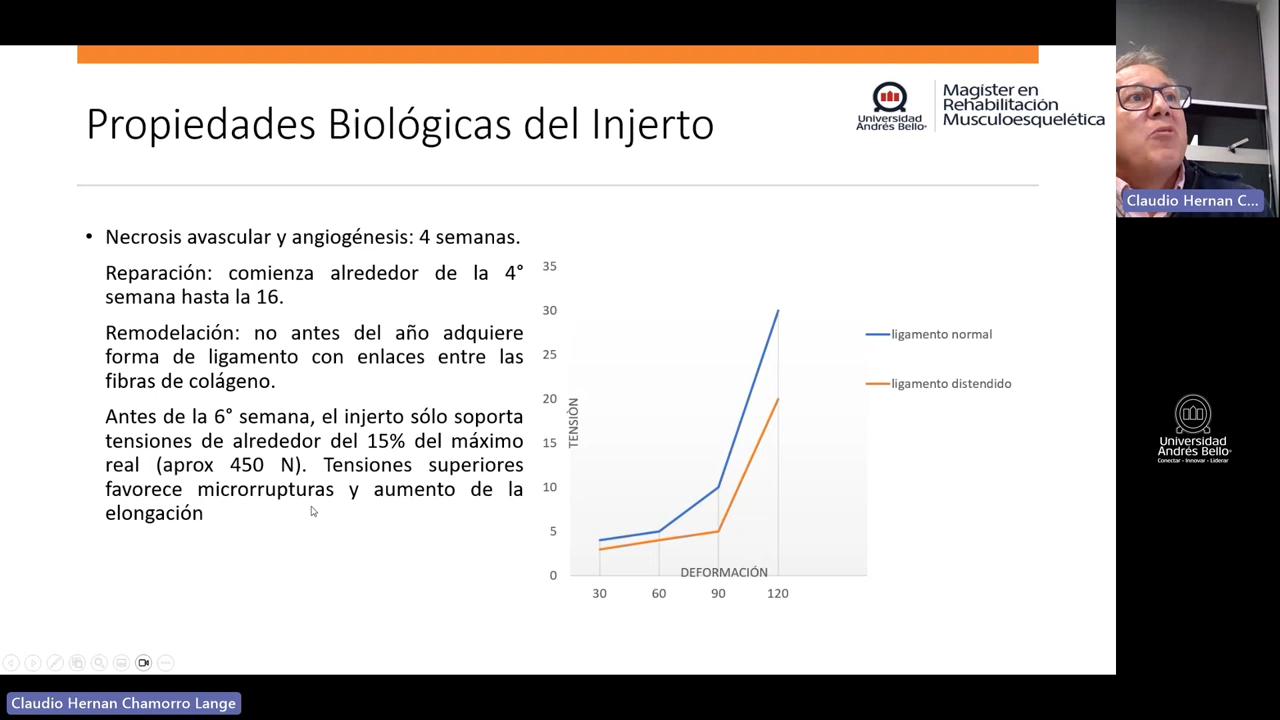 Propiedades Biológicas del Injerto
Universidad
Andrés Bello®
Magíster en
Rehabilitación
Musculoesquelética
• Necrosis avascular y angiogénesis: 4 semanas.
Reparación: comienza alrededor de la 4°
semana hasta la 16.
Remodelación: no antes del año adquiere
forma de ligamento con enlaces entre las
fibras de colágeno.
Antes de la 6° semana, el injerto sólo soporta
tensiones de alrededor del 15% del máximo
real (aprox 450 N). Tensiones superiores
favorece microrrupturas y aumento de la
elongación
35
30
25
20
15
10
5
0
TENSIÒN
DEFORMACIÓN
30 60 90 120
ligamento normal
ligamento distendido
Claudio Hernan C...
Universidad
Andrés Bello®
Conectar - Innovar - Liderar
Claudio Hernan Chamorro Lange